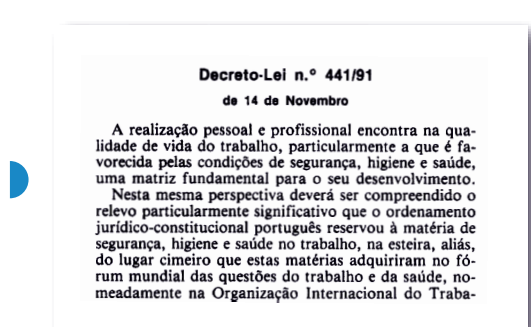 Decreto-Lei n.º 441/91
de 14 de Novembro
A realização pessoal e profissional encontra na qua-
lidade de vida do trabalho, particularmente a que é fa-
vorecida pelas condições de segurança, higiene e saúde,
uma matriz fundamental para o seu desenvolvimento.
Nesta mesma perspectiva deverá ser compreendido o
relevo particularmente significativo que o ordenamento
jurídico-constitucional português reservou à matéria de
segurança, higiene e saúde no trabalho, na esteira, aliás,
do lugar cimeiro que estas matérias adquiriram no fó-
rum mundial das questões do trabalho e da saúde, no-
meadamente na Organização Internacional do Traba-